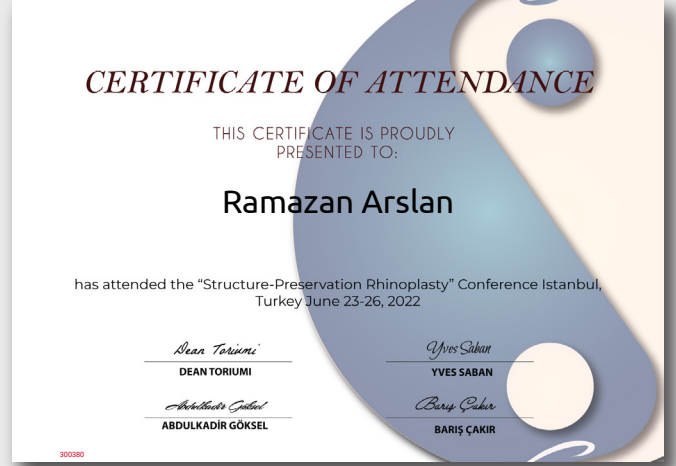 CERTIFICATE OF ATTENDANCE
THIS CERTIFICATE IS PROUDLY
PRESENTED TO:
Ramazan Arslan
has attended the “Structure-Preservation Rhinoplasty” Conference Istanbul,
Turkey June 23-26, 2022
Dean Toriumi
DEAN TORIUMI
Yves Saban
YVES SABAN
Abdulkadir Göksel
ABDULKADİR GÖKSEL
Barış Çakır
BARIŞ ÇAKIR
300380